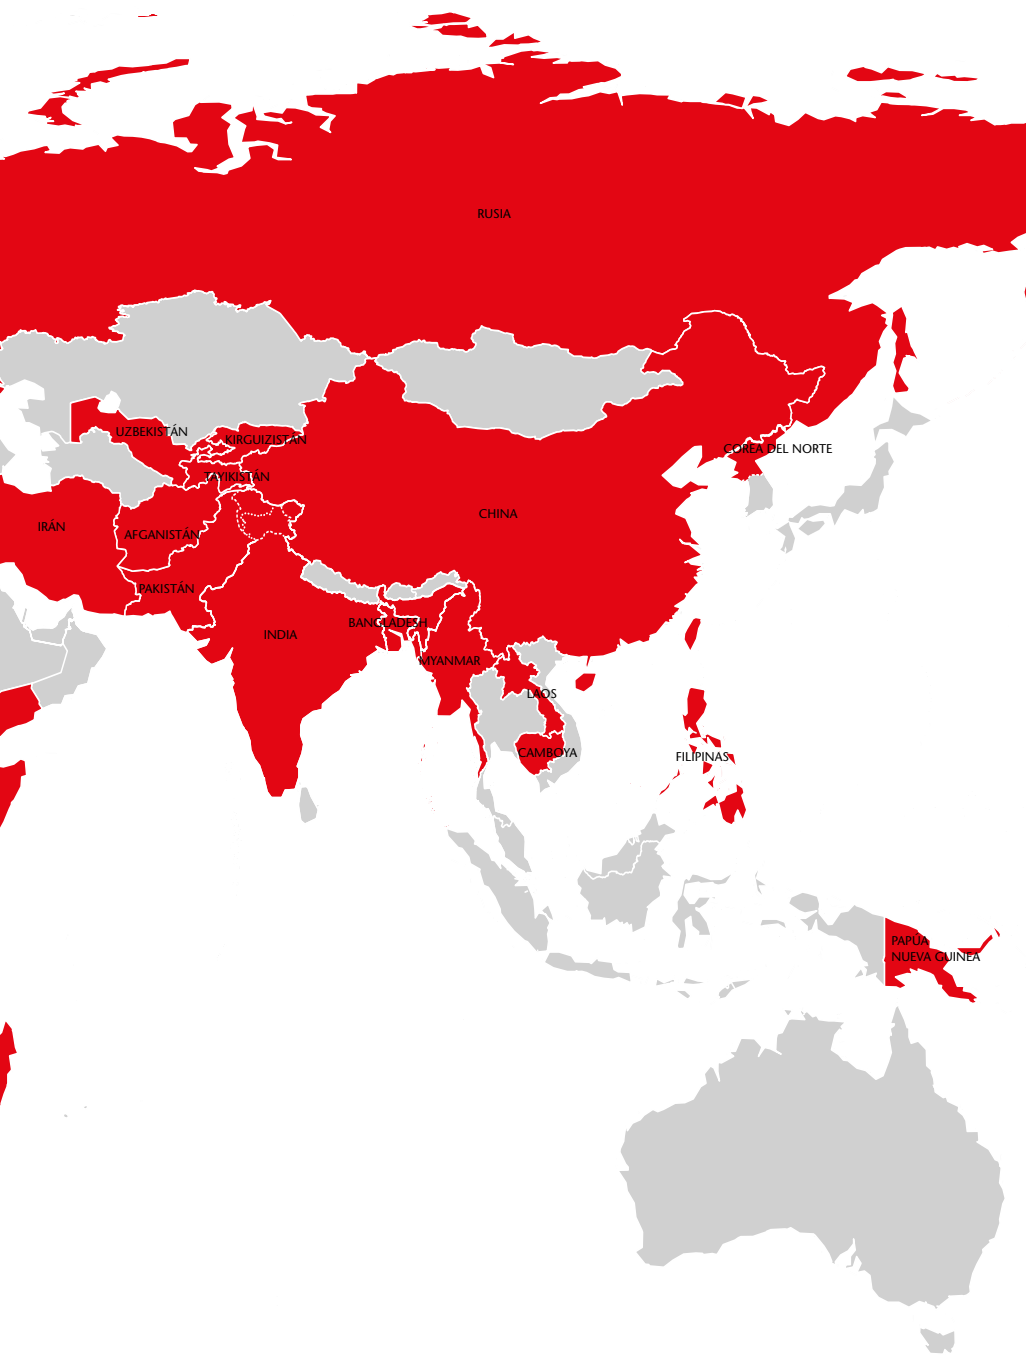 RUSIA
UZBEKISTÁN
KIRGUIZISTÁN
COREA DEL NORTE
TAYIKISTÁN
CHINA
IRÁN
AFGANISTÁN
PAKISTÁN
BANGLADESH
INDIA
MYANMAR
LAOS
CAMBOYA
FILIPINAS
PAPÚA
NUEVA GUINEA